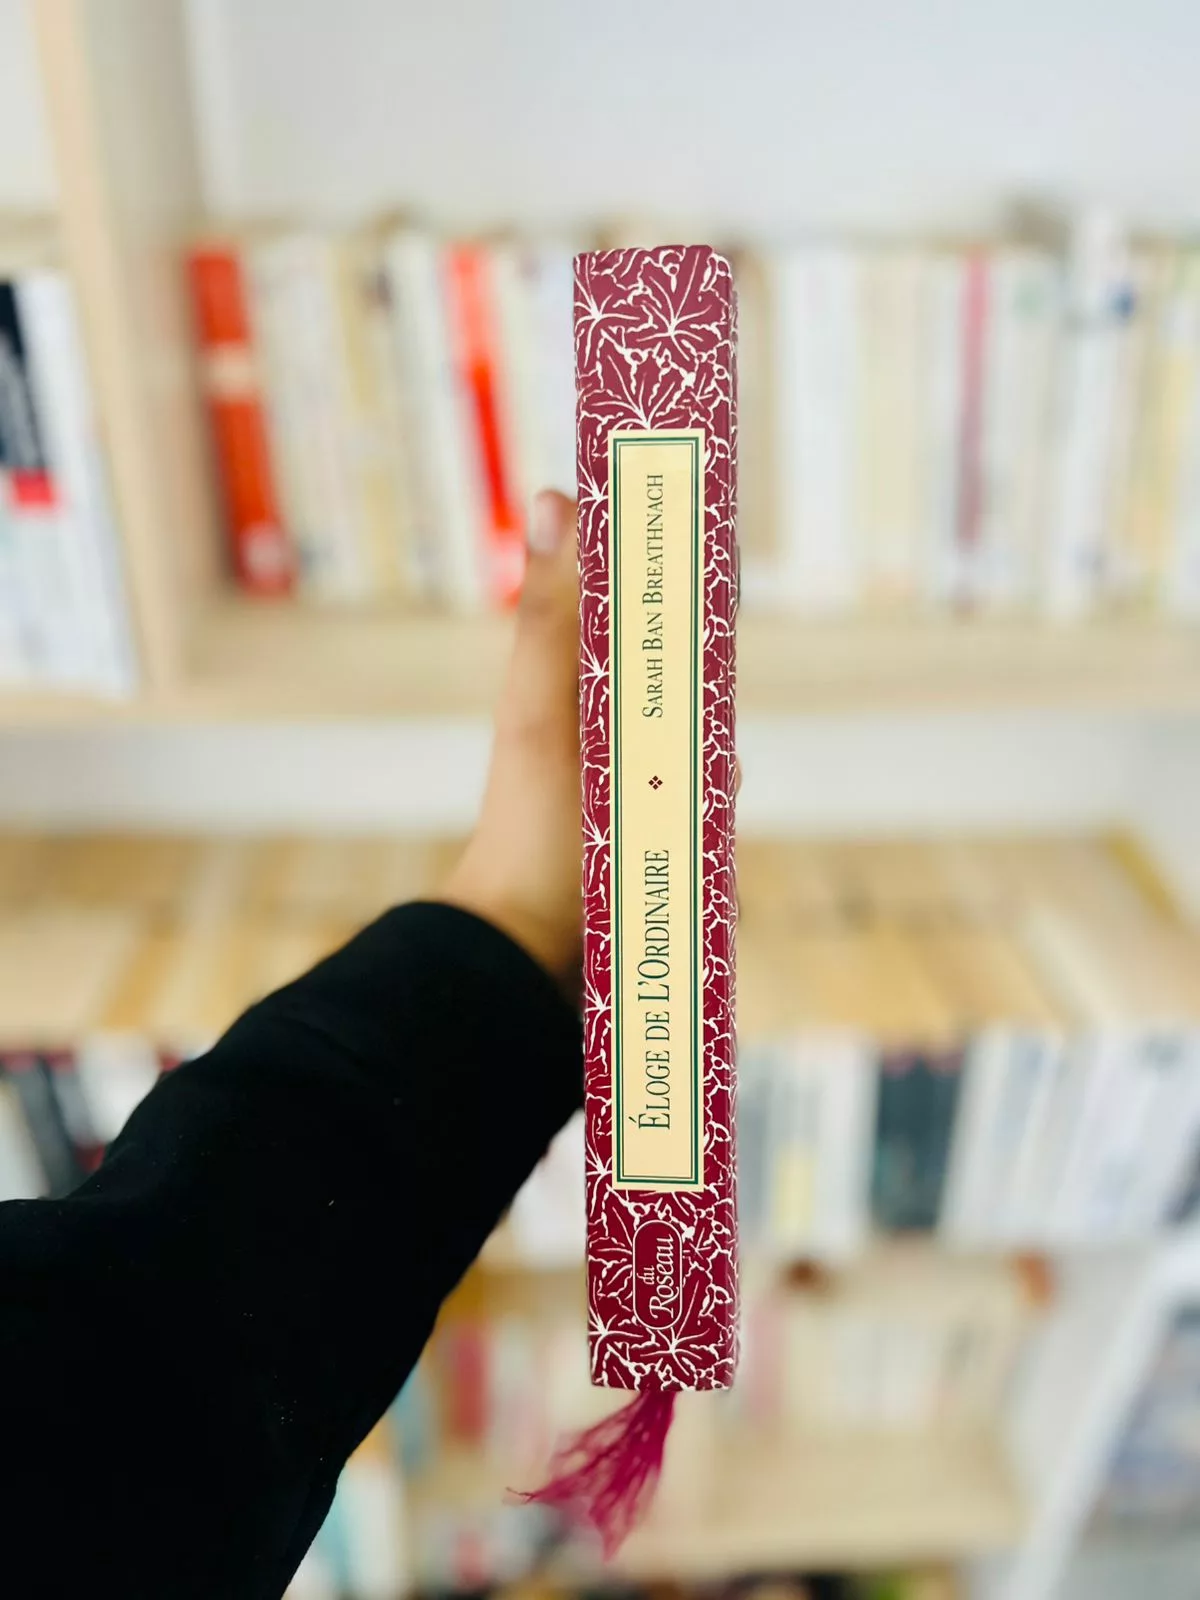 ÉLOGE DE L'ORDINAIRE ❖ SARAH BAN BREATHNACH
du
Roseau